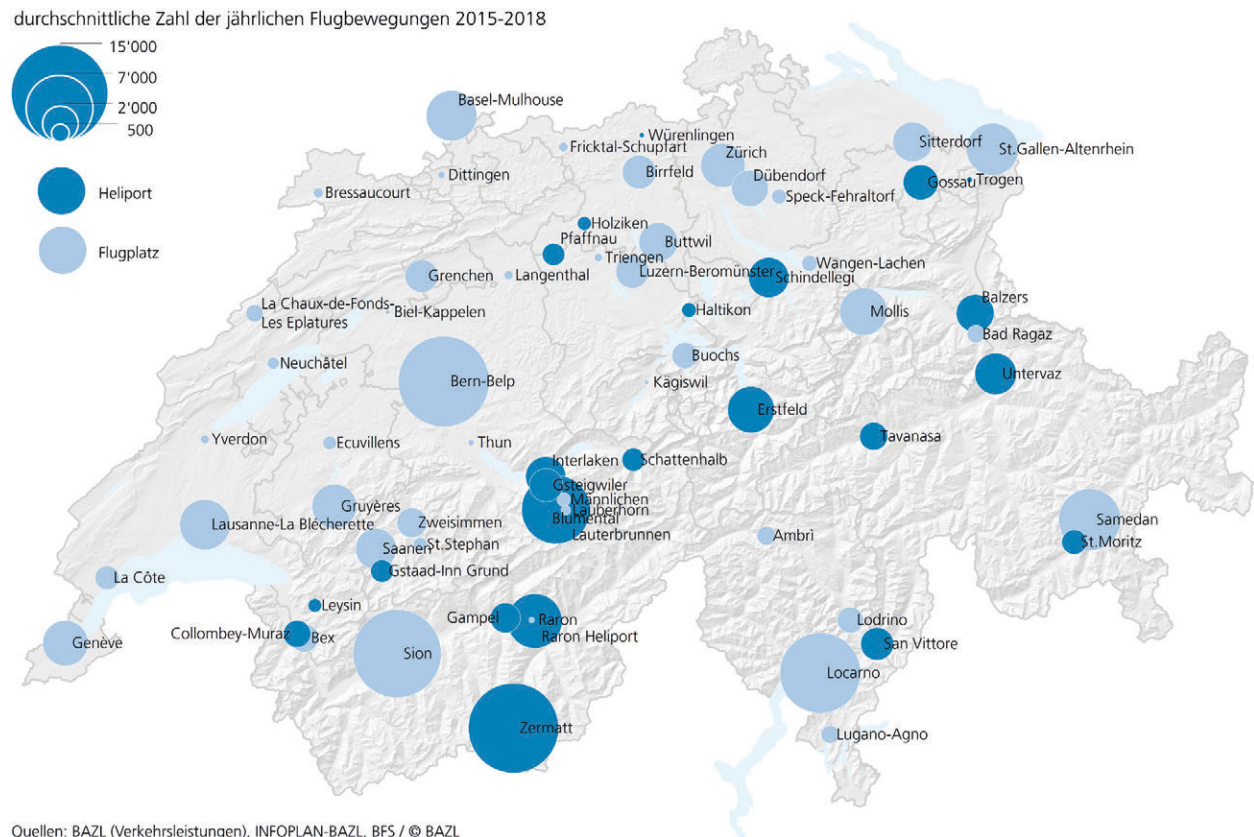 durchschnittliche Zahl der jährlichen Flugbewegungen 2015-2018
15'000
7'000
2'000
500
Heliport
Flugplatz
Basel-Mulhouse
Würenlingen
Fricktal-Schupfart
Zürich
Sitterdorf
St.Gallen-Altenrhein
Dittingen
Birrfeld
Dübendorf
Gossau
Trogen
Bressaucourt
Speck-Fehraltorf
Holziken
Pfaffnau
Buttwil
Triengen
Wangen-Lachen
Grenchen
Langenthal
Luzern-Beromünster
Schindellegi
La Chaux-de-Fonds-
Les Eplatures
Biel-Kappelen
Haltikon
Mollis
Balzers
Bad Ragaz
Neuchâtel
Buochs
Bern-Belp
Kägiswil
Untervaz
Erstfeld
Yverdon
Ecuvillens
Thun
Tavanasa
Interlaken
Schattenhalb
Gsteigwiler
Männlichen
Lauberhorn
Blumental
Lauterbrunnen
Gruyères
Lausanne-La Blécherette
Zweisimmen
St.Stephan
Saanen
Gstaad-Inn Grund
Ambrì
Samedan
St.Moritz
La Côte
Leysin
Collombey-Muraz
Bex
Gampel
Raron
Raron Heliport
Lodrino
San Vittore
Genève
Sion
Locarno
Zermatt
Lugano-Agno
Quellen: BAZL (Verkehrsleistungen), INFOPLAN-BAZL, BFS / © BAZL